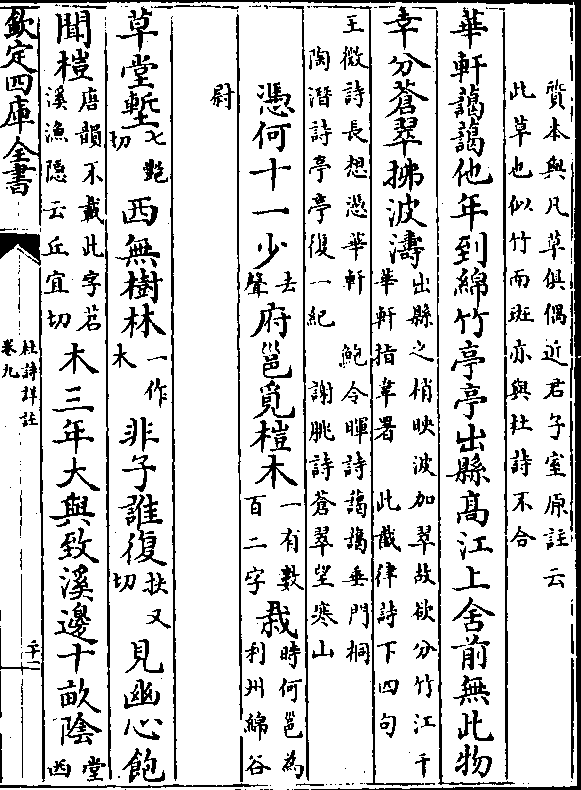 質本與凡草俱偶近君子室原註云
此草也似竹而斑亦與杜詩不合
華軒藹藹他年到綿竹亭亭出縣高江上舍前無此物
幸分蒼翠拂波濤出縣之梢映波加翠故欲分竹江干
華軒指韋署 此截律詩下四句
王微詩長想憑華軒 鮑令暉詩藹藹垂門桐
陶潛詩亭亭復一紀 謝朓詩蒼翠望寒山
憑何十一少去聲府邕覓榿木一有數百二字栽時何邕為利州綿谷
尉
草堂塹七艷切西無樹林一作木非子誰復扶又切見幽心飽
聞榿唐韻不載此字苕溪漁隱云丘宜切木三年大與致溪邊十畝陰堂西
欽定四庫全書
杜詩詳註
卷九